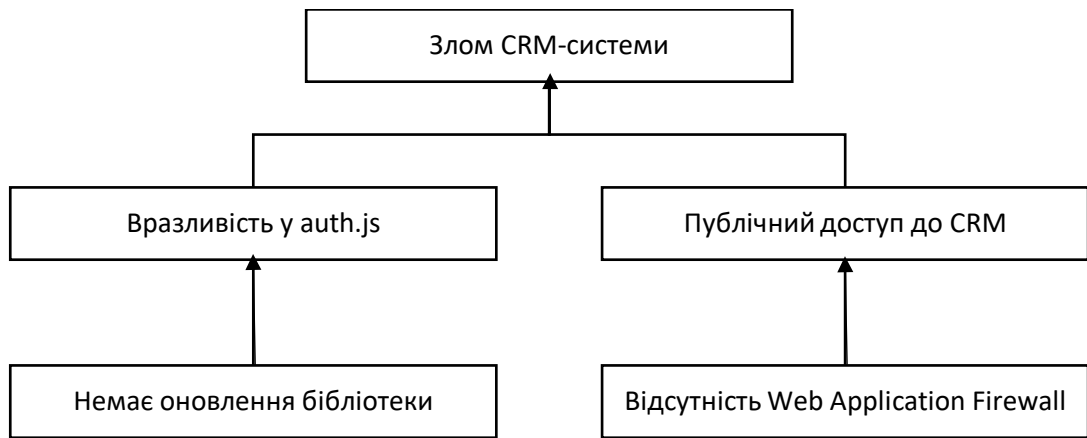 Злом CRM-системи
Вразливість у auth.js
Публічний доступ до CRM
Немає оновлення бібліотеки
Відсутність Web Application Firewall